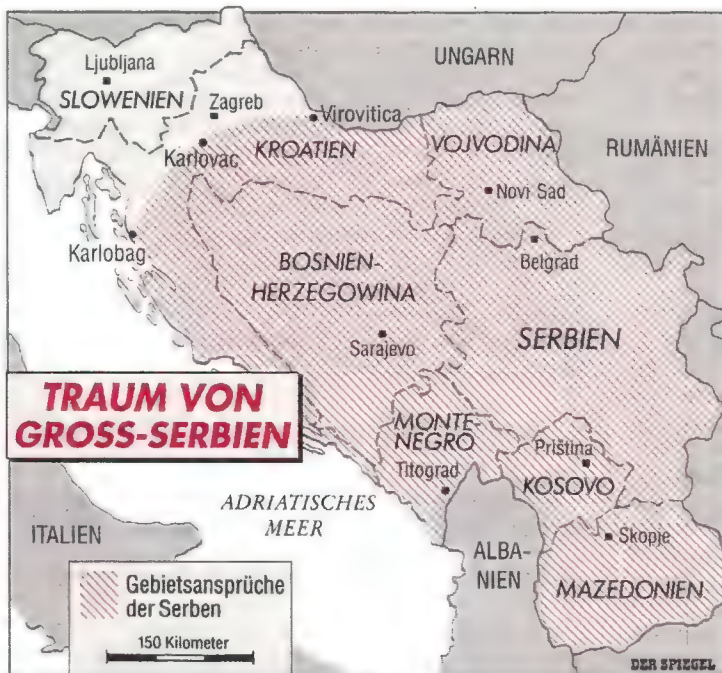 UNGARN
Ljubljana
SLOWENIEN
Zagreb
Virovitica
Karlovac
KROATIEN
VOJVODINA
RUMÄNIEN
Novi Sad
Karlobag
BOSNIEN-
HERZEGOWINA
Belgrad
Sarajevo
SERBIEN
TRAUM VON
GROSS-SERBIEN
MONTE-
NEGRO
Titograd
Priština
KOSOVO
ADRIATISCHES
MEER
ITALIEN
ALBA-
NIEN
Skopje
MAZEDONIEN
Gebietsansprüche
der Serben
150 Kilometer
DER SPIEGEL